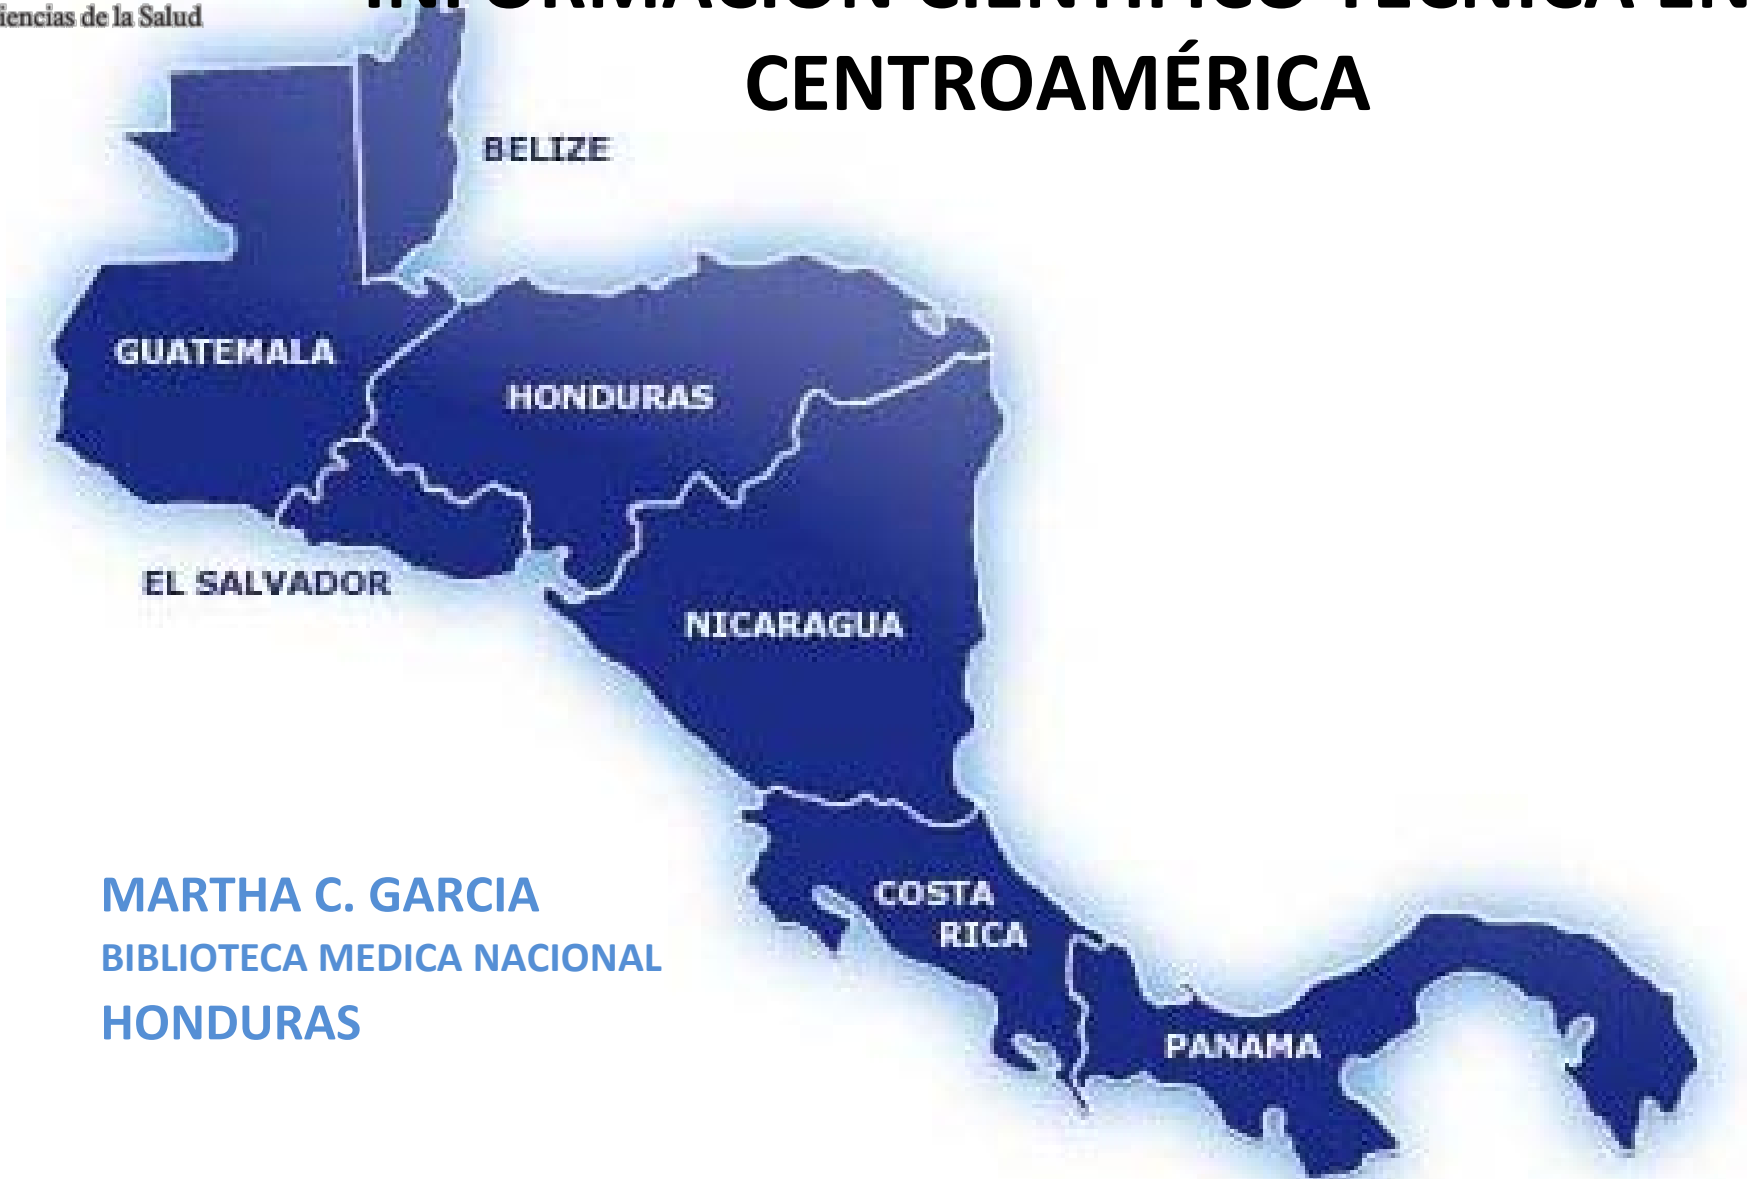 de la Salud
CENTROAMÉRICA
BELIZE
GUATEMALA
HONDURAS
EL SALVADOR
NICARAGUA
COSTA
RICA
PANAMA
MARTHA C. GARCIA
BIBLIOTECA MEDICA NACIONAL
HONDURAS